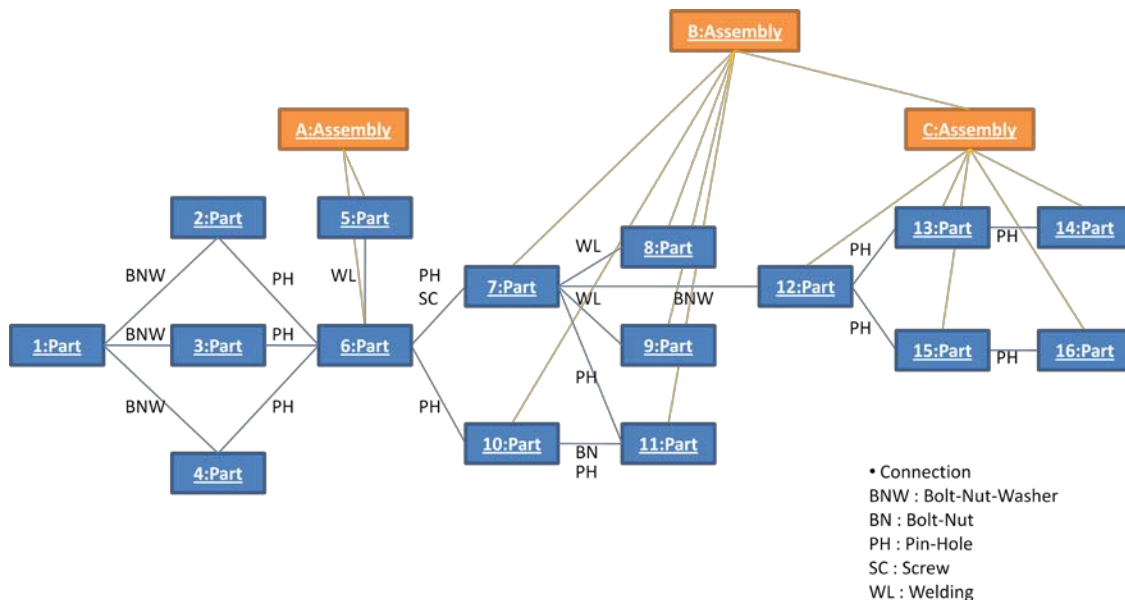 B:Assembly
A:Assembly
C:Assembly
2:Part
5:Part
13:Part
14:Part
8:Part
WL
PH
PH
BNW
PH
WL
PH
SC
7:Part
WL
BNW
12:Part
1:Part
BNW
3:Part
PH
6:Part
9:Part
PH
15:Part
PH
16:Part
PH
BNW
PH
PH
10:Part
BN
PH
11:Part
4:Part
• Connection
BNW : Bolt-Nut-Washer
BN : Bolt-Nut
PH : Pin-Hole
SC : Screw
WL : Welding